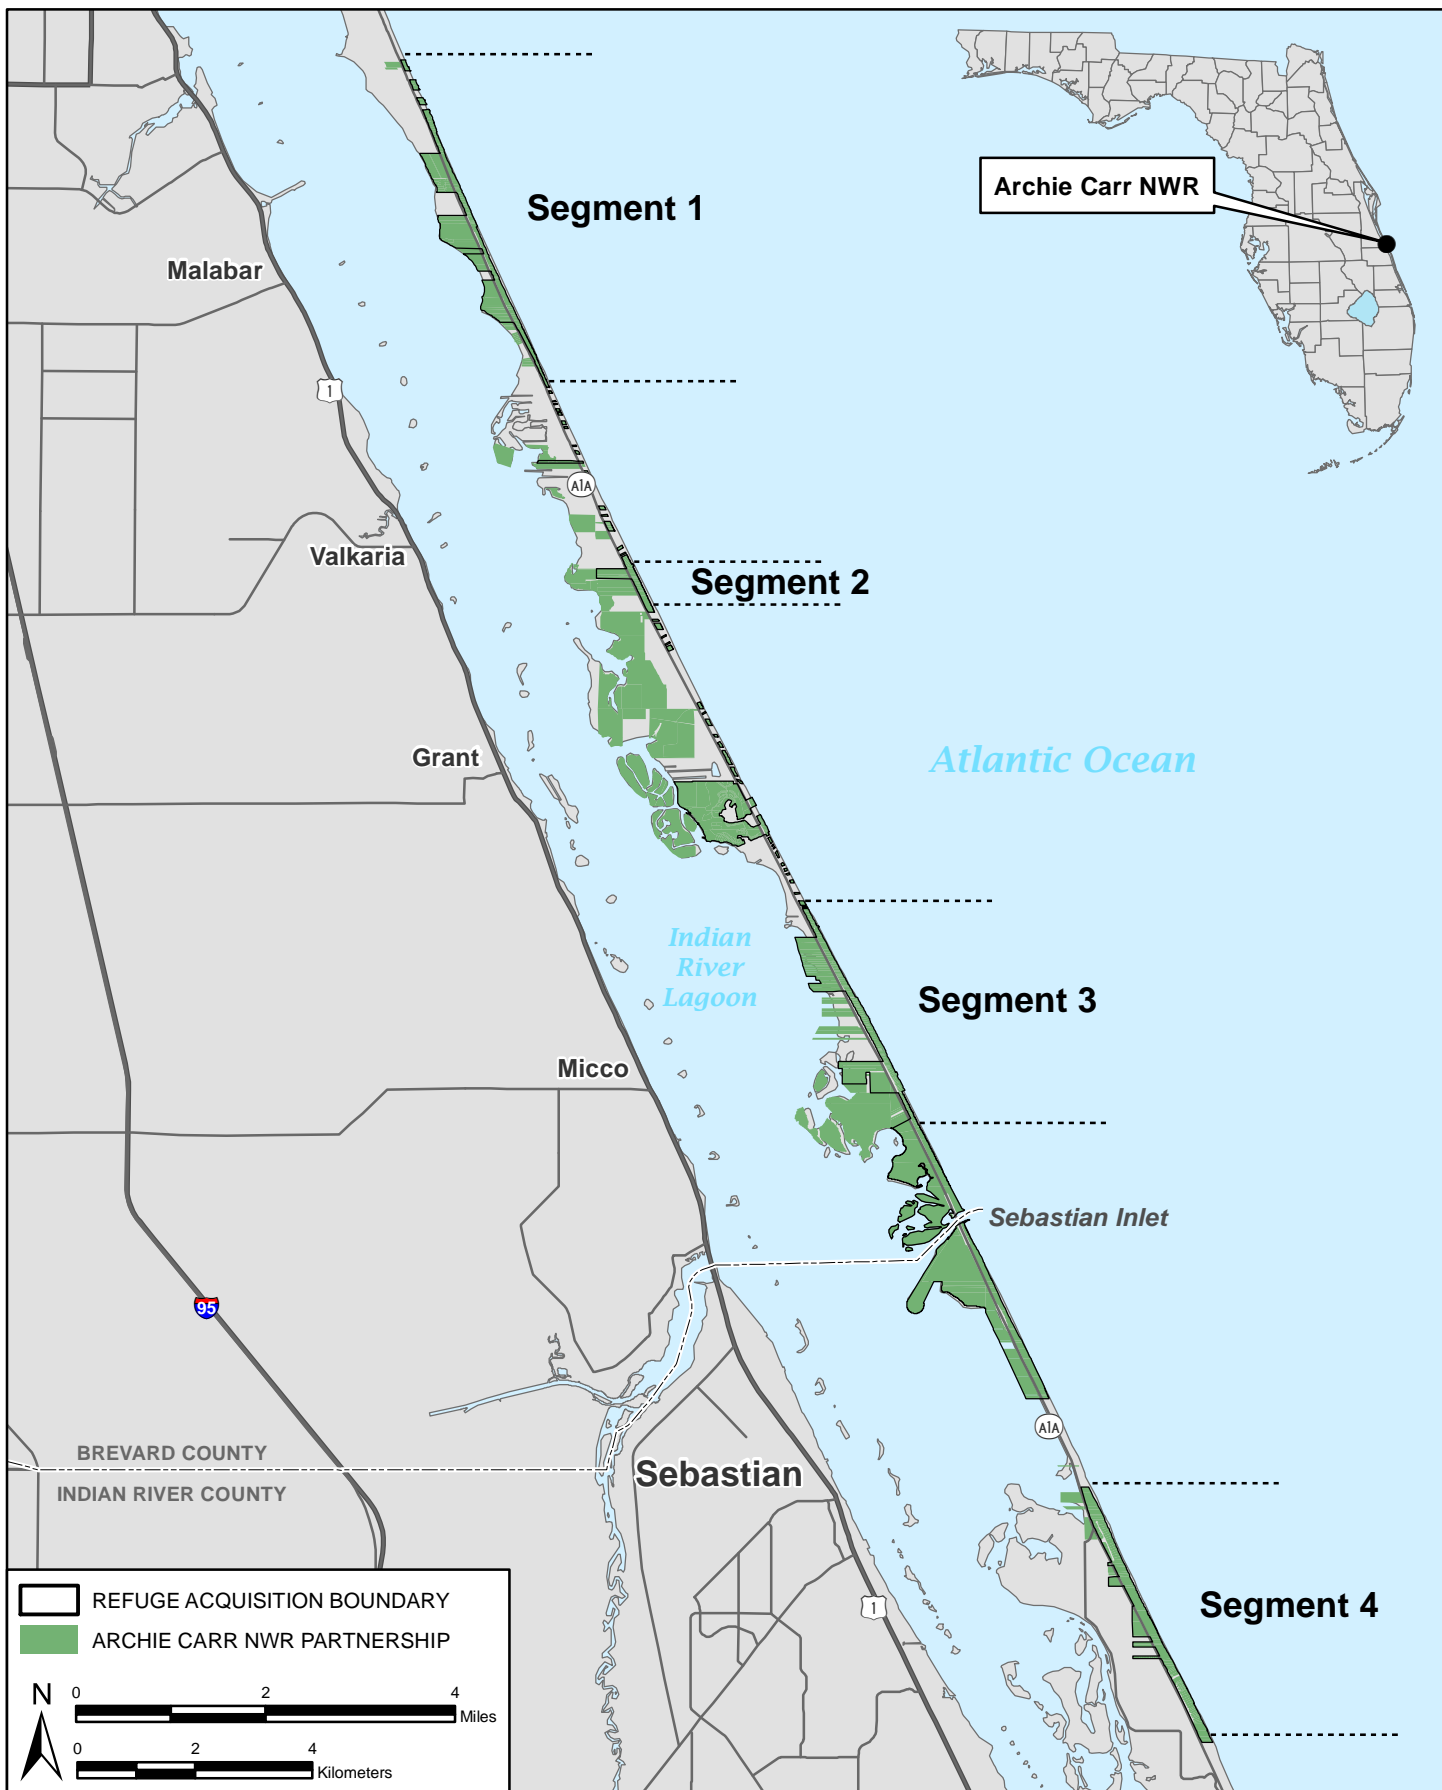 Archie Carr NWR
Segment 1
Malabar
1
A1A
Valkaria
Segment 2
Grant
Atlantic Ocean
Indian
River
Lagoon
Segment 3
Micco
Sebastian Inlet
95
A1A
BREVARD COUNTY
INDIAN RIVER COUNTY
Sebastian
1
Segment 4
REFUGE ACQUISITION BOUNDARY
ARCHIE CARR NWR PARTNERSHIP
N
0 2 4
Miles
0 2 4
Kilometers